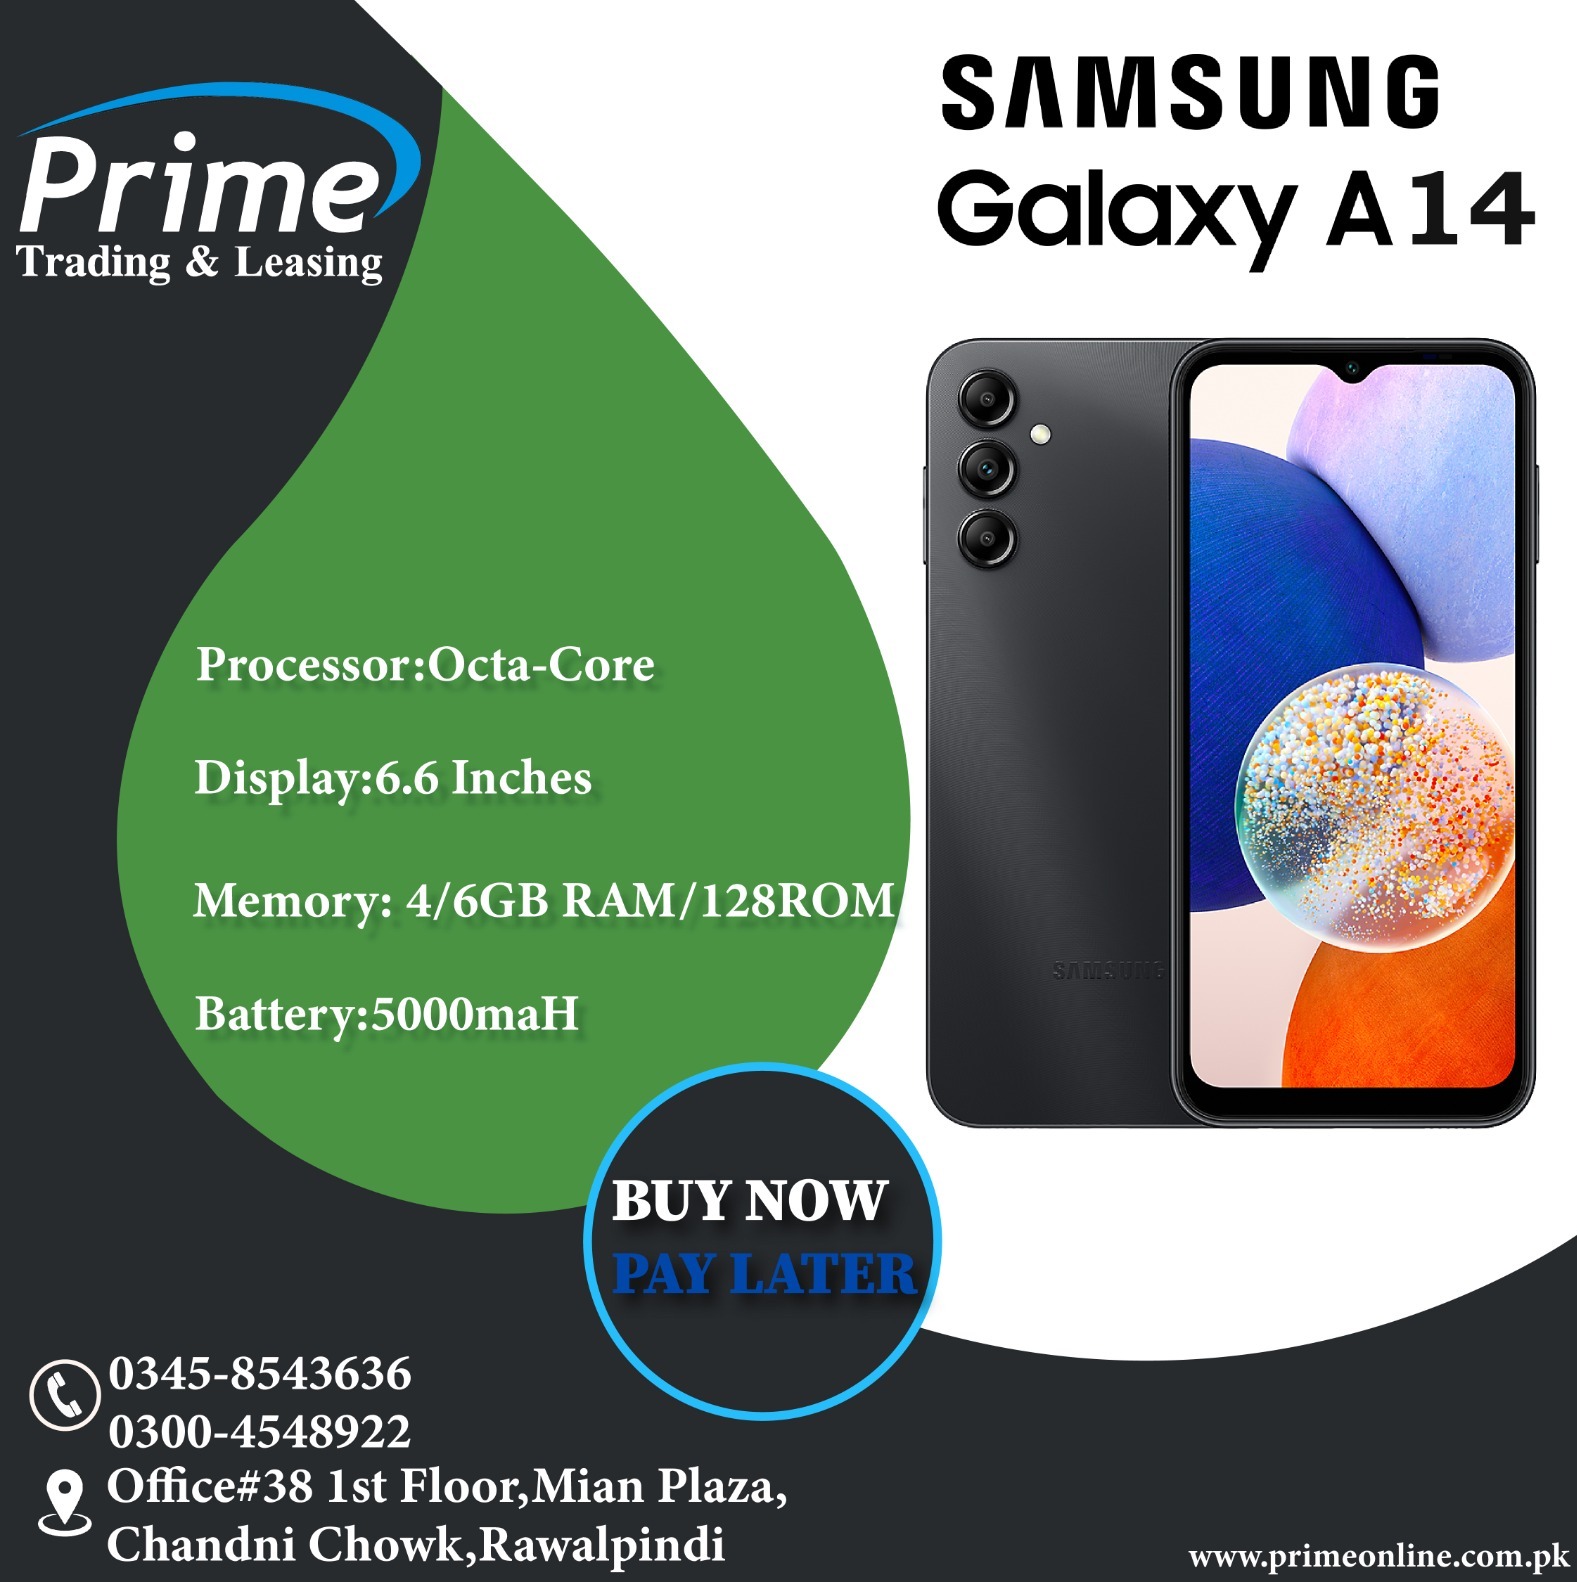 Prime
Trading & Leasing
SAMSUNG
Galaxy A14
Processor:Octa-Core
Display:6.6 Inches
Memory: 4/6GB RAM/128ROM
Battery:5000maH
SAMSUNG
BUY NOW
PAY LATER
0345-8543636
0300-4548922
Office#38 1st Floor,Mian Plaza,
Chandni Chowk,Rawalpindi
www.primeonline.com.pk